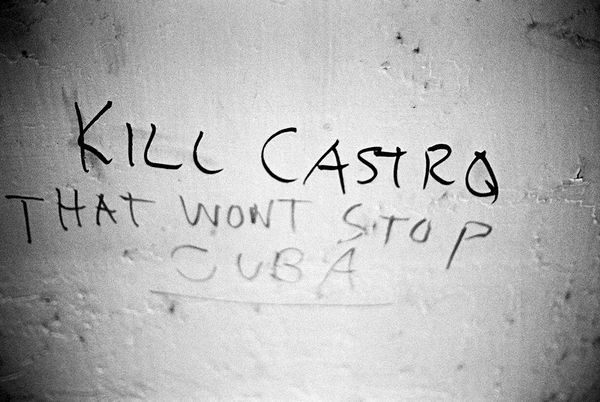 KILL CASTRO
THAT WONT STOP
CUBA